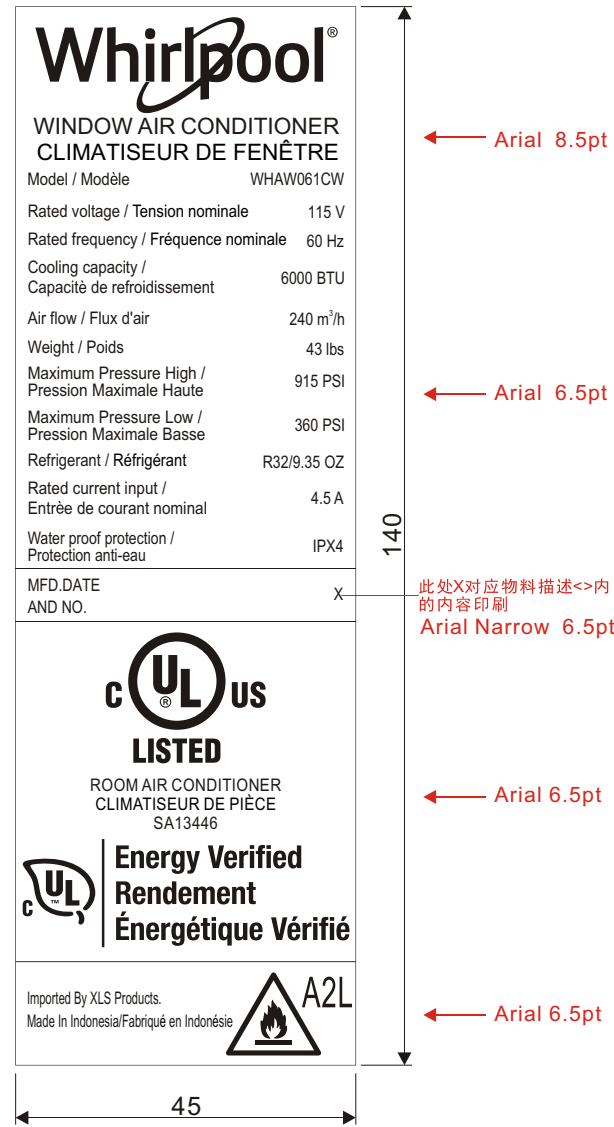 Whirlpool®
WINDOW AIR CONDITIONER
CLIMATISEUR DE FENÊTRE
Arial 8.5pt
Model / Modèle WHAW061CW
Rated voltage / Tension nominale 115 V
Rated frequency / Fréquence nominale 60 Hz
Cooling capacity /
Capacitè de refroidissement 6000 BTU
Air flow / Flux d'air 240 m³/h
Weight / Poids 43 lbs
Maximum Pressure High /
Pression Maximale Haute 915 PSI
Arial 6.5pt
Maximum Pressure Low /
Pression Maximale Basse 360 PSI
Refrigerant / Réfrigérant R32/9.35 OZ
Rated current input /
Entrèe de courant nominal 4.5 A
Water proof protection /
Protection anti-eau IPX4
140
MFD.DATE
AND NO. X
此处X对应物料描述<>内
的内容印刷
Arial Narrow 6.5pt
C UL ® US
LISTED
ROOM AIR CONDITIONER
CLIMATISEUR DE PIÈCE
SA13446
Arial 6.5pt
C UL ™
Energy Verified
Rendement
Énergétique Vérifié
Imported By XLS Products.
Made In Indonesia/Fabriqué en Indonésie
A2L
Arial 6.5pt
45